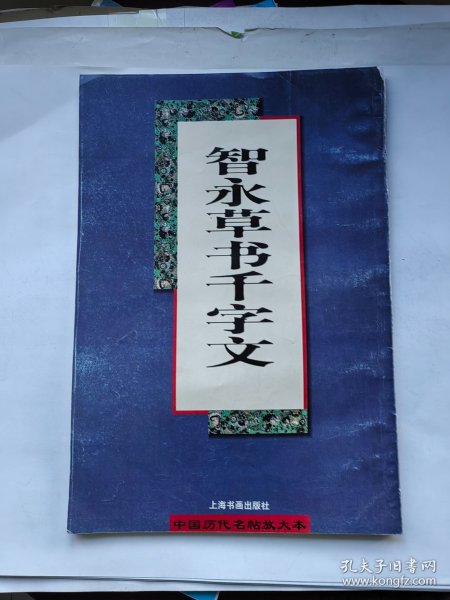 智永草书千字文
上海书画出版社
中国历代名帖放大本
孔夫子旧书网
www.kongfz.com